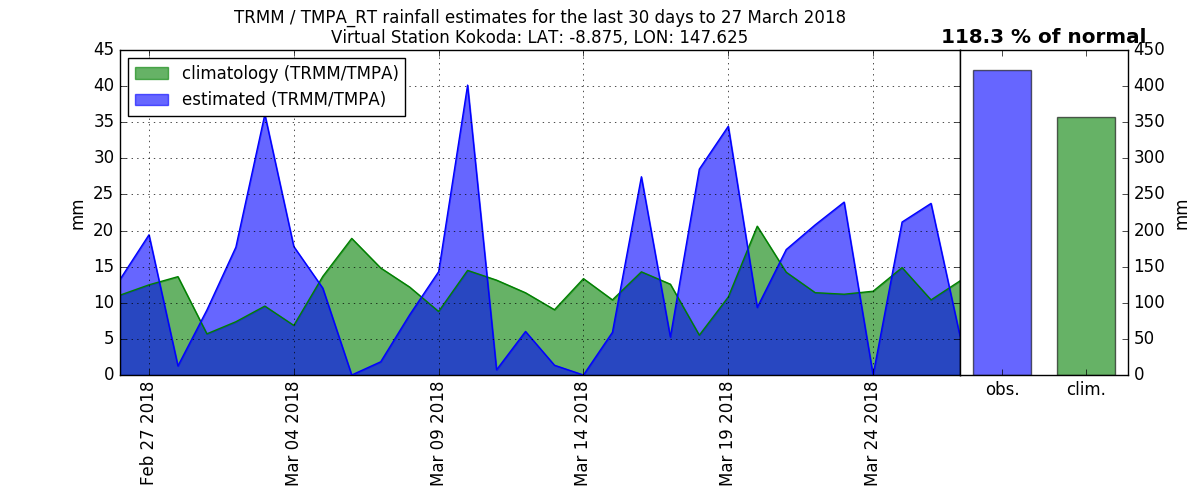 TRMM / TMPA_RT rainfall estimates for the last 30 days to 27 March 2018
Virtual Station Kokoda: LAT: -8.875, LON: 147.625
118.3 % of normal
climatology (TRMM/TMPA)
estimated (TRMM/TMPA)
45
40
35
30
25
20
15
10
5
0
mm
Feb 27 2018
Mar 04 2018
Mar 09 2018
Mar 14 2018
Mar 19 2018
Mar 24 2018
450
400
350
300
250
200
150
100
50
0
mm
obs.
clim.